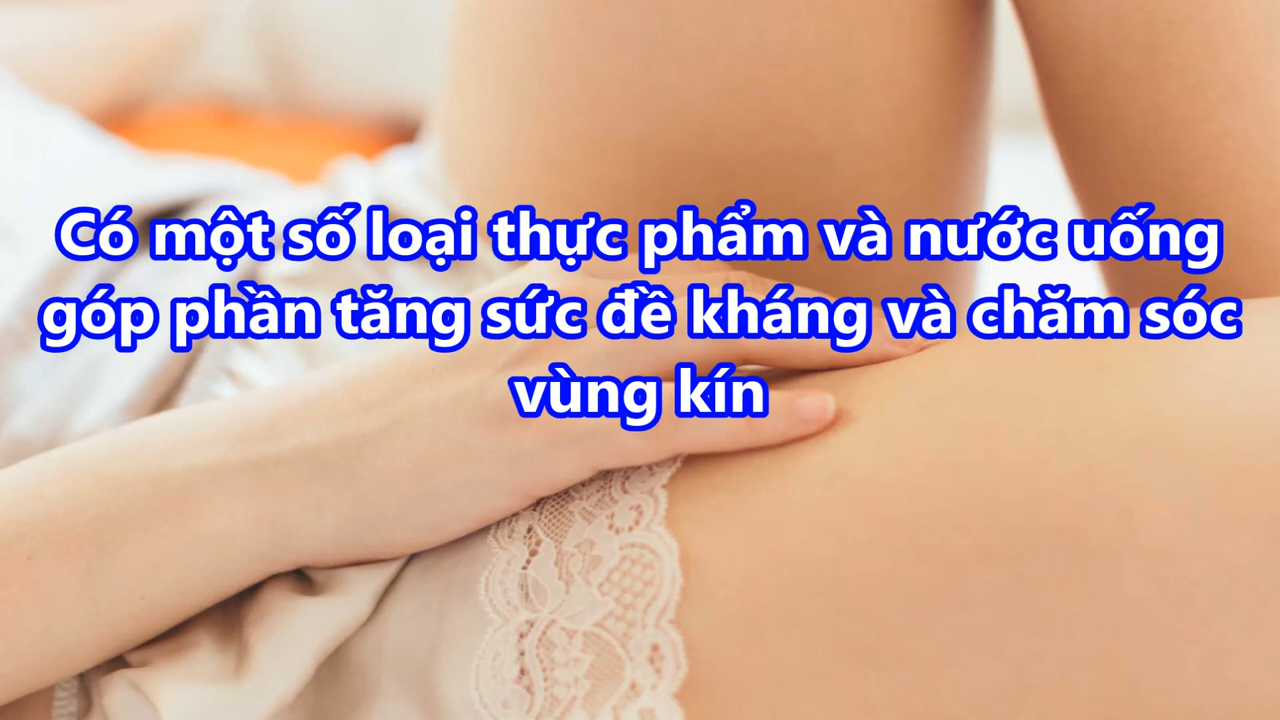 Có một số loại thực phẩm và nước uống
góp phần tăng sức đề kháng và chăm sóc
vùng kín